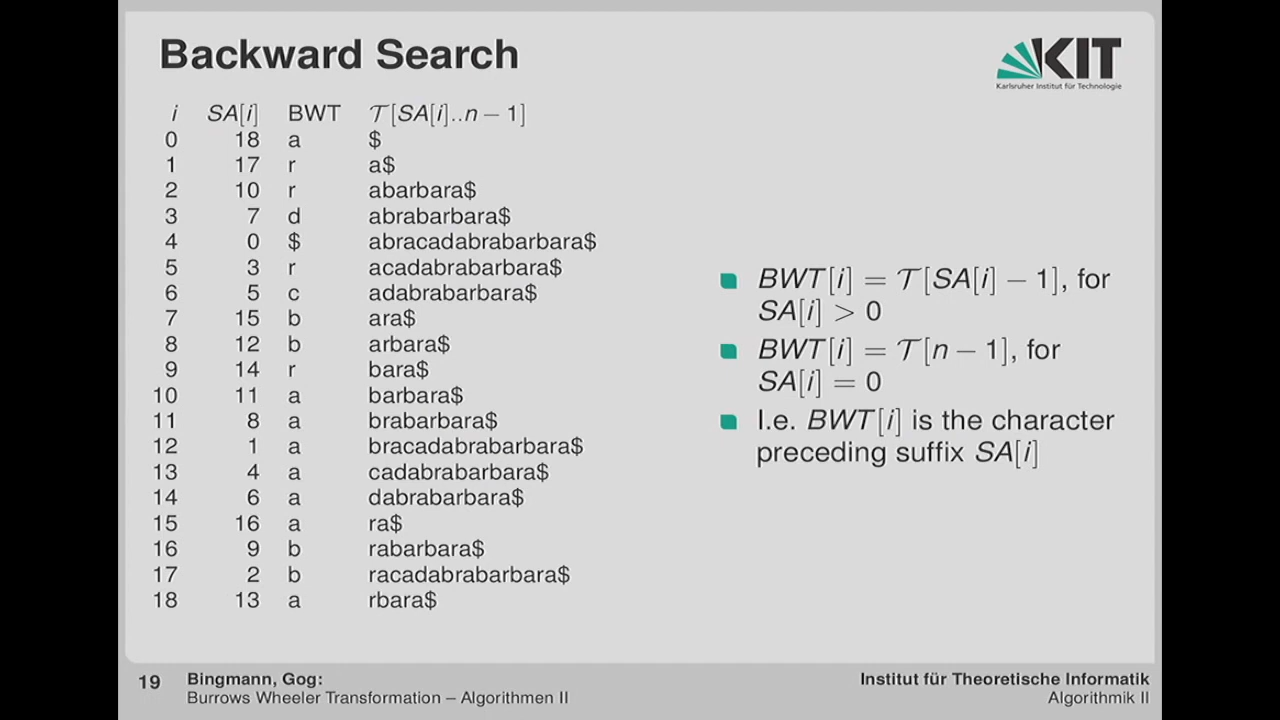 Backward Search
KIT
Karlsruher Institut für Technologie
i SA[i] BWT T[SA[i]..n − 1]
0 18 a $
1 17 r a$
2 10 r abarbara$
3 7 d abrabarbara$
4 0 $ abracadabrabarbara$
5 3 r acadabrabarbara$
6 5 c adabrabarbara$
7 15 b ara$
8 12 b arbara$
9 14 r bara$
10 11 a barbara$
11 8 a brabarbara$
12 1 a bracadabrabarbara$
13 4 a cadabrabarbara$
14 6 a dabrabarbara$
15 16 a ra$
16 9 b rabarbara$
17 2 b racadabrabarbara$
18 13 a rbara$
BWT[i] = T[SA[i] − 1], for
SA[i] > 0
BWT[i] = T[n − 1], for
SA[i] = 0
I.e. BWT[i] is the character
preceding suffix SA[i]
19 Bingmann, Gog:
Burrows Wheeler Transformation – Algorithmen II
Institut für Theoretische Informatik
Algorithmik II